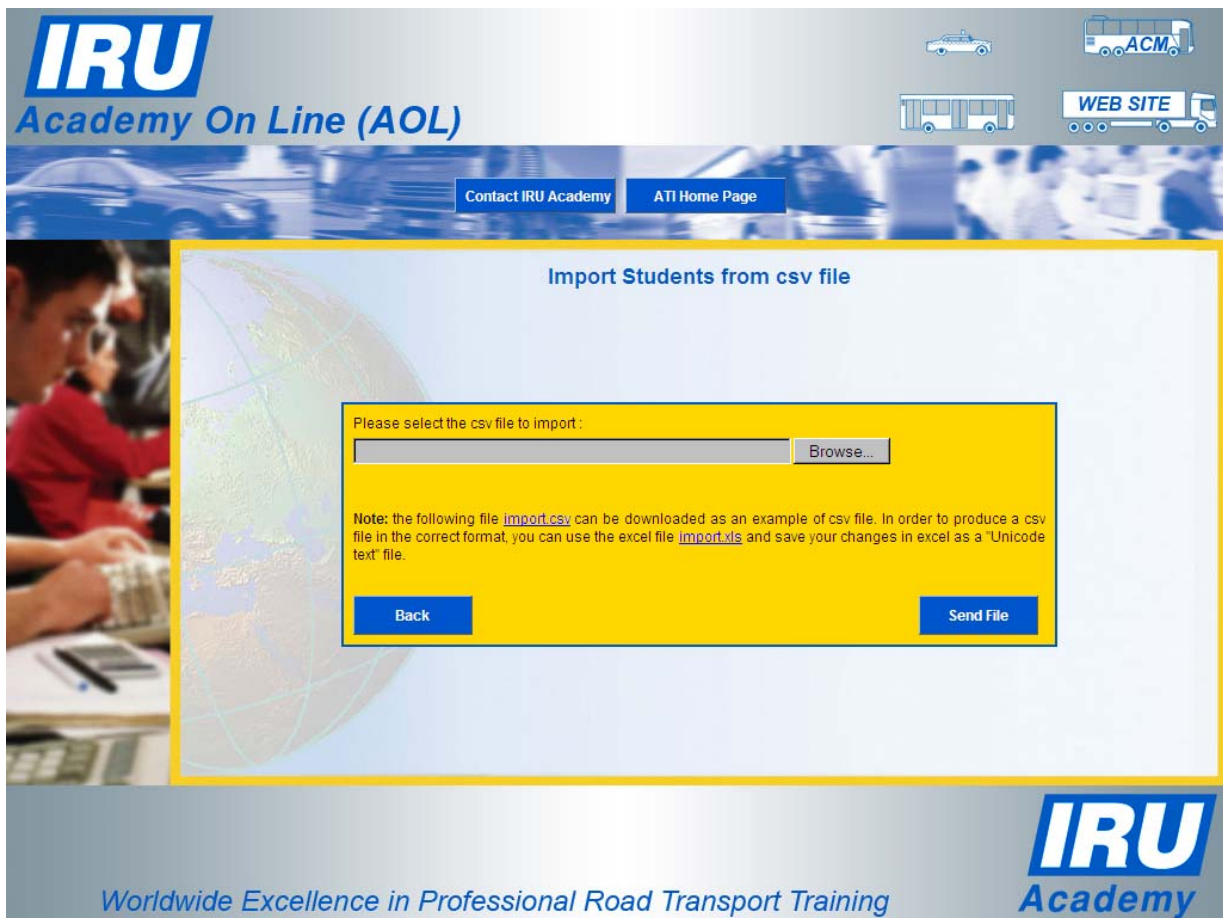 IRU
Academy On Line (AOL)
ACM
WEB SITE
Contact IRU Academy
ATI Home Page
Import Students from csv file
Please select the csv file to import :
Browse...
Note: the following file import.csv can be downloaded as an example of csv file. In order to produce a csv
file in the correct format, you can use the excel file import.xls and save your changes in excel as a "Unicode
text" file.
Back
Send File
IRU
Academy
Worldwide Excellence in Professional Road Transport Training